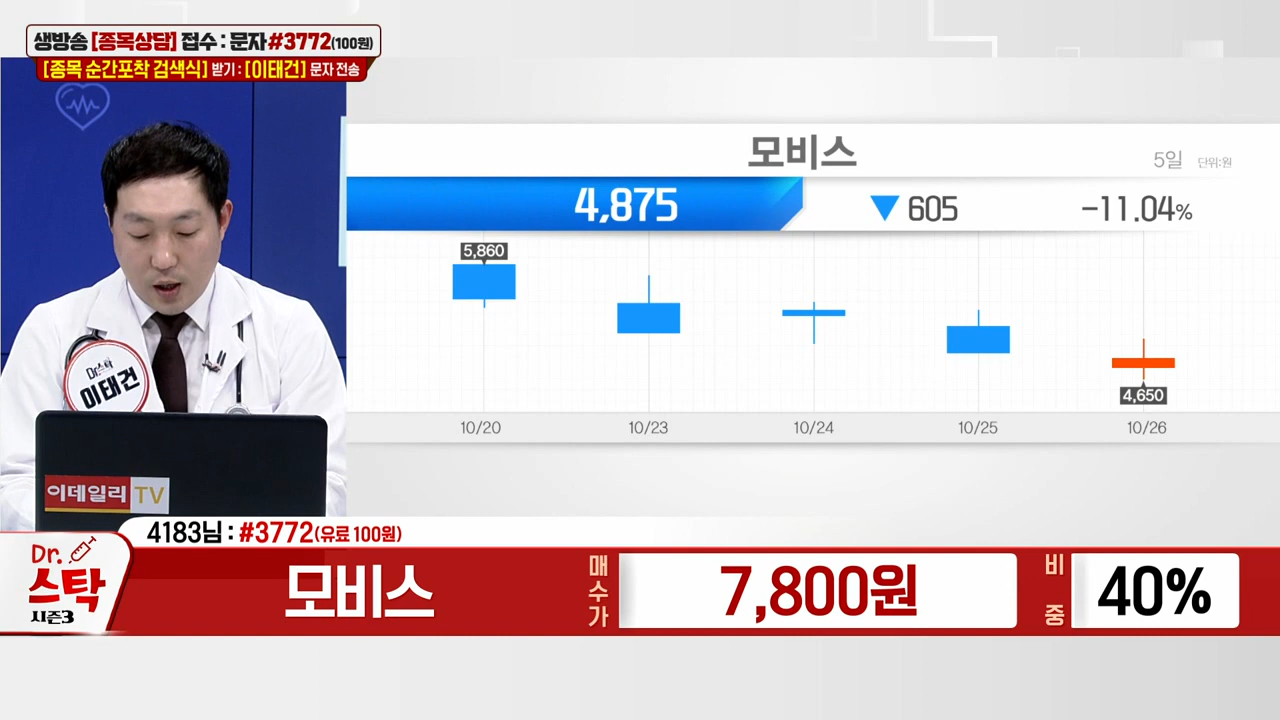 생방송 [종목상담] 접수 : 문자#3772(100원)
[종목 순간포착 검색식] 받기 : [이태건] 문자 전송
모비스
5일 단위:원
4,875 ▼ 605 -11.04%
5,860
4,650
10/20 10/23 10/24 10/25 10/26
Dr.스탁
이태건
이데일리 TV
4183님 : #3772(유료 100원)
Dr.
스탁
시즌3
모비스 매수가 7,800원 비중 40%